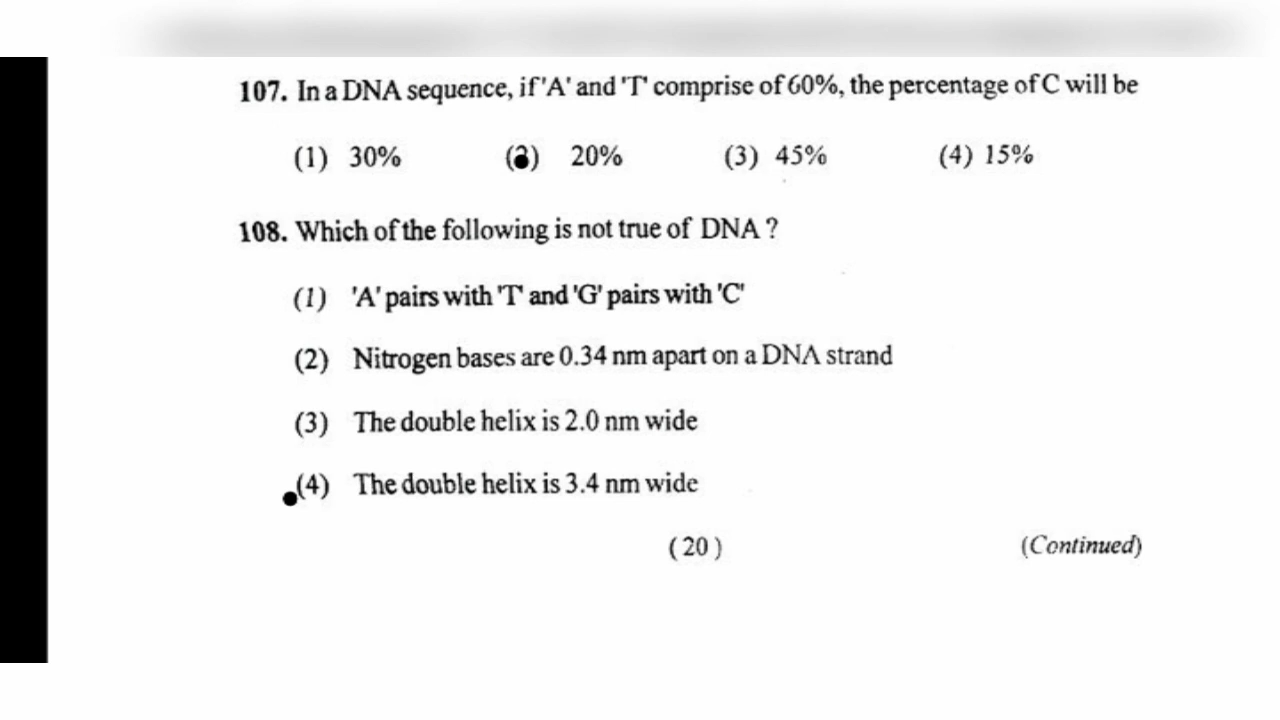 107. In a DNA sequence, if 'A' and 'T' comprise of 60%, the percentage of C will be
(1) 30% (2) 20% (3) 45% (4) 15%
108. Which of the following is not true of DNA ?
(1) 'A' pairs with 'T' and 'G' pairs with 'C'
(2) Nitrogen bases are 0.34 nm apart on a DNA strand
(3) The double helix is 2.0 nm wide
(4) The double helix is 3.4 nm wide
( 20 ) (Continued)